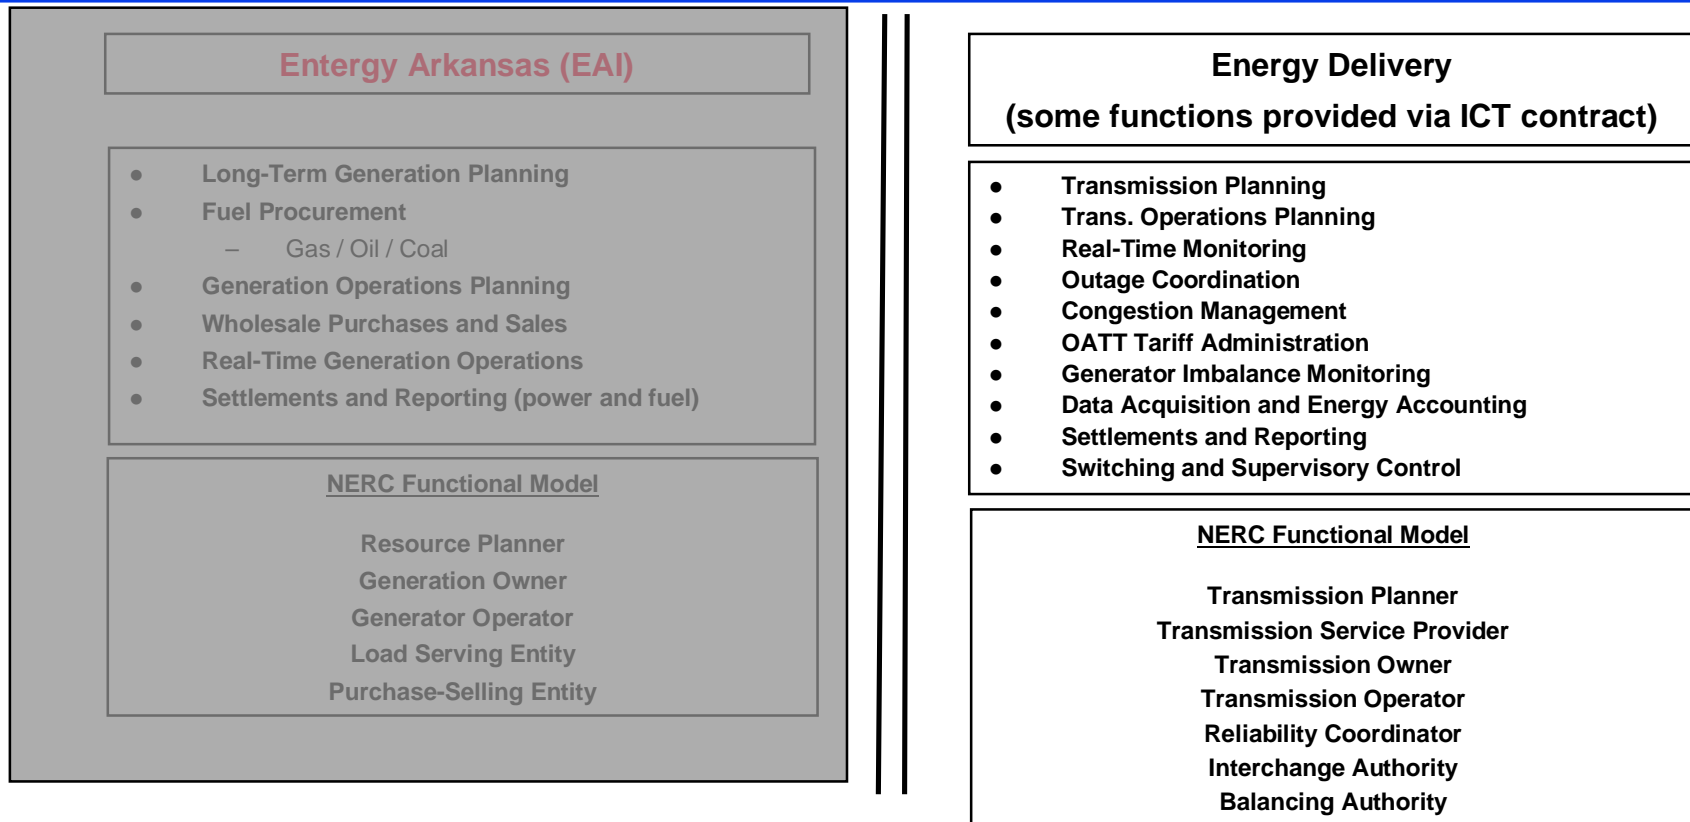 Entergy Arkansas (EAI)
● Long-Term Generation Planning
● Fuel Procurement
– Gas / Oil / Coal
● Generation Operations Planning
● Wholesale Purchases and Sales
● Real-Time Generation Operations
● Settlements and Reporting (power and fuel)
NERC Functional Model
Resource Planner
Generation Owner
Generator Operator
Load Serving Entity
Purchase-Selling Entity
Energy Delivery
(some functions provided via ICT contract)
● Transmission Planning
● Trans. Operations Planning
● Real-Time Monitoring
● Outage Coordination
● Congestion Management
● OATT Tariff Administration
● Generator Imbalance Monitoring
● Data Acquisition and Energy Accounting
● Settlements and Reporting
● Switching and Supervisory Control
NERC Functional Model
Transmission Planner
Transmission Service Provider
Transmission Owner
Transmission Operator
Reliability Coordinator
Interchange Authority
Balancing Authority